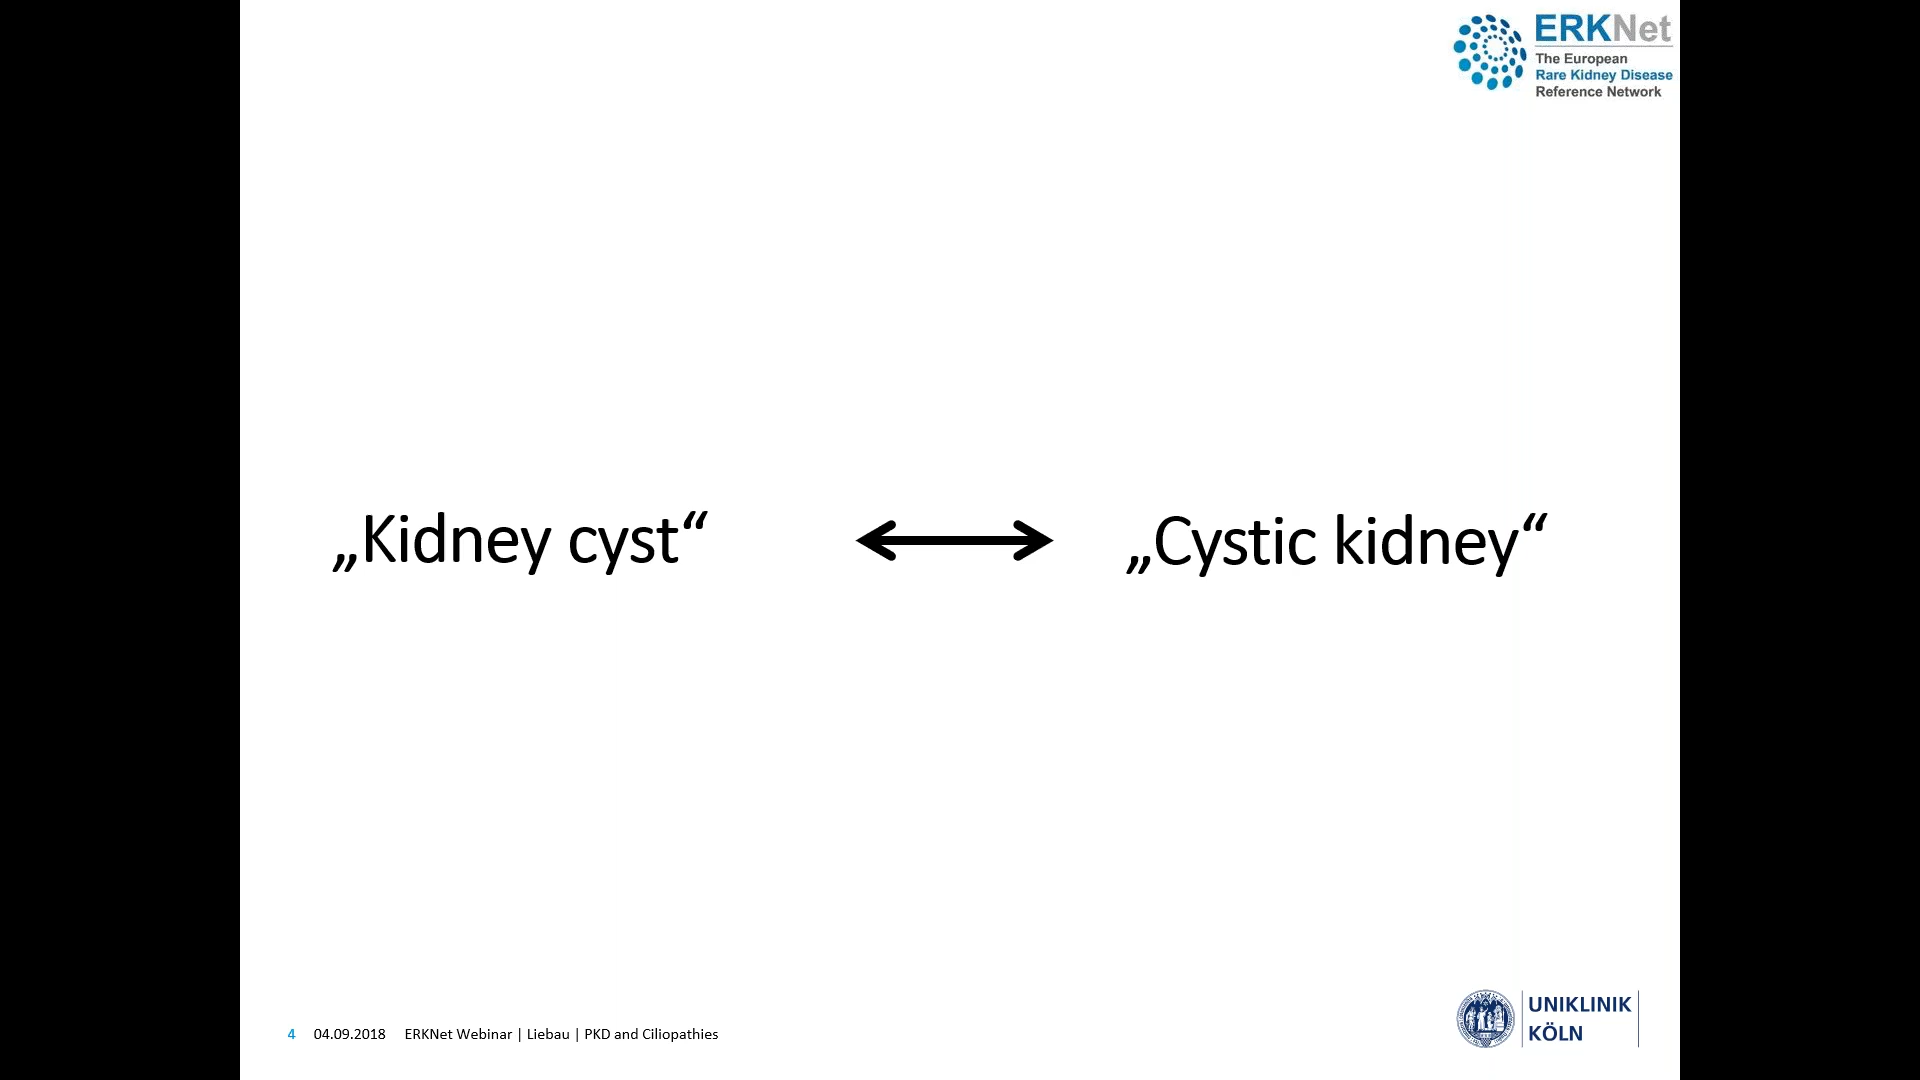 ERKNet
The European
Rare Kidney Disease
Reference Network
„Kidney cyst“
„Cystic kidney“
4 04.09.2018 ERKNet Webinar | Liebau | PKD and Ciliopathies
UNIKLINIK
KÖLN